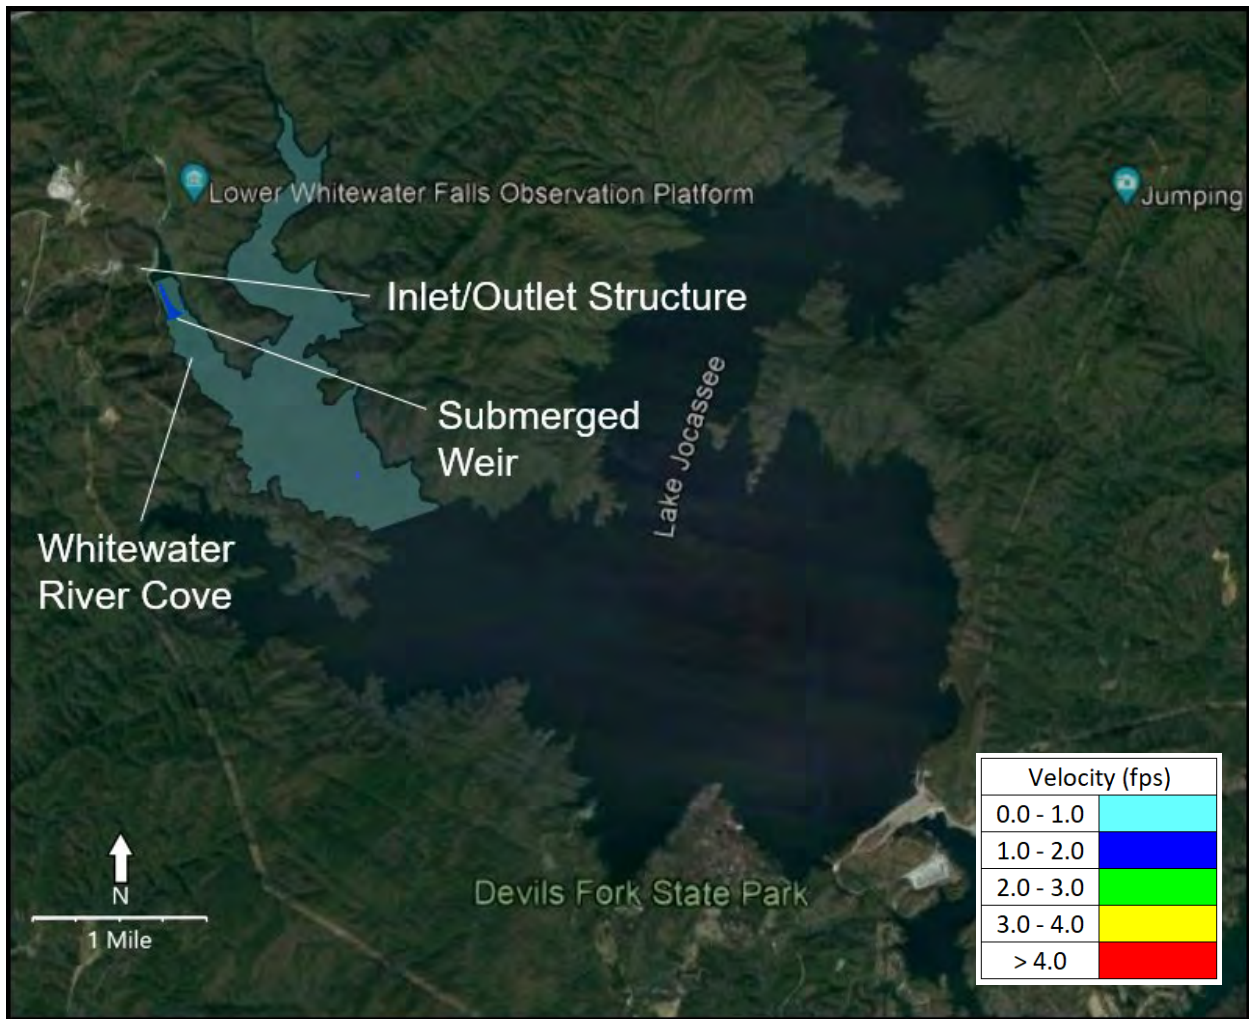 Lower Whitewater Falls Observation Platform
Jumping
Inlet/Outlet Structure
Submerged
Weir
Lake Jocassee
Whitewater
River Cove
Velocity (fps)
0.0 - 1.0
1.0 - 2.0
2.0 - 3.0
3.0 - 4.0
> 4.0
N
1 Mile
Devils Fork State Park